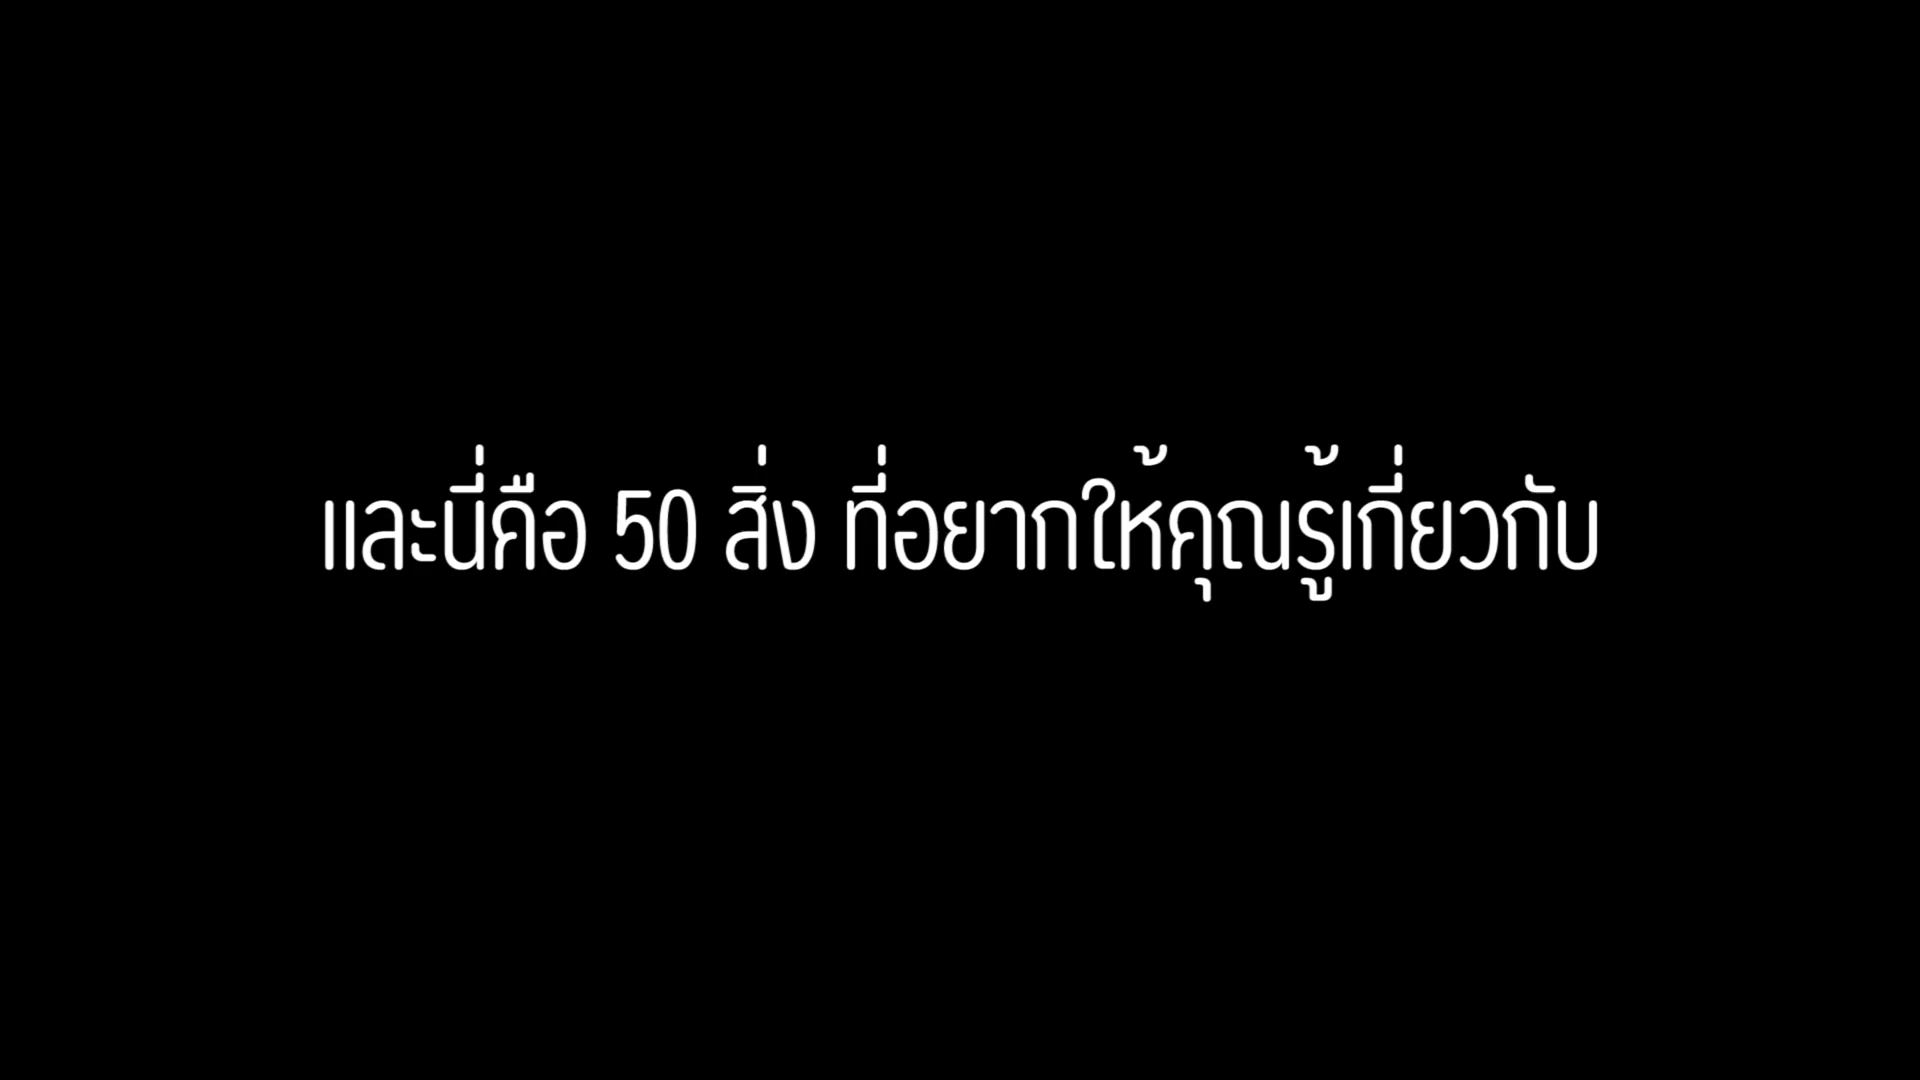 และนี่คือ 50 สิ่ง ที่อยากให้คุณรู้เกี่ยวกับ